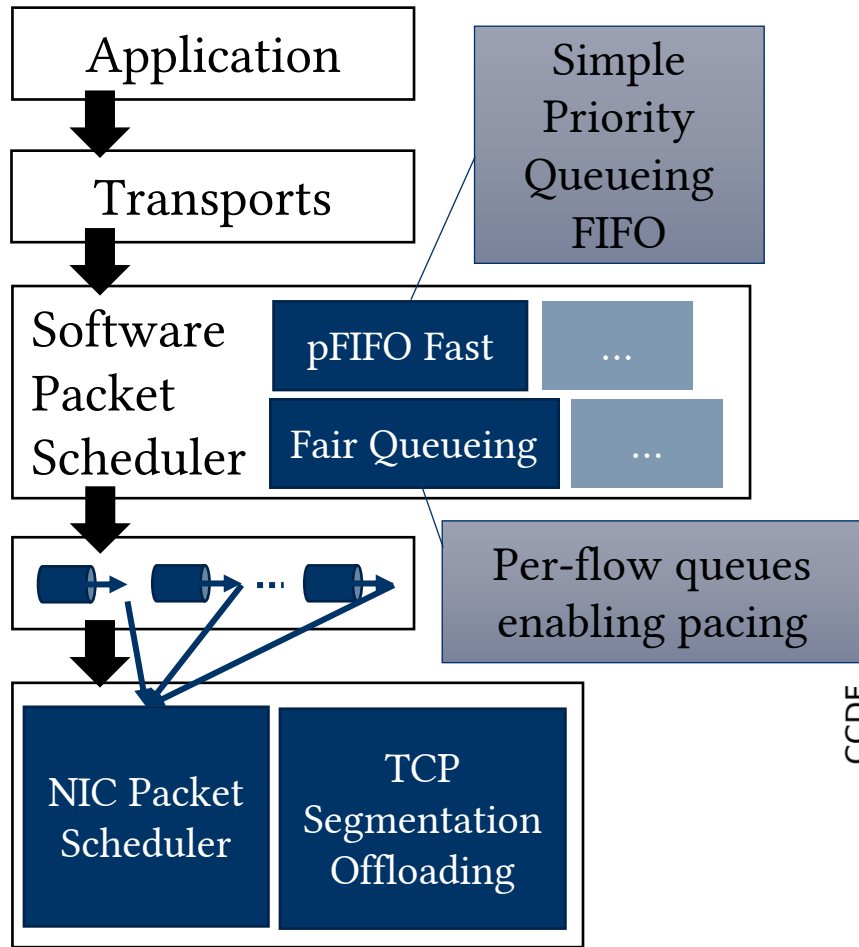 Application
Simple
Priority
Queueing
FIFO
Transports
Software
Packet
Scheduler
pFIFO Fast
...
Fair Queueing
...
Per-flow queues
enabling pacing
NIC Packet
Scheduler
TCP
Segmentation
Offloading
CCDF